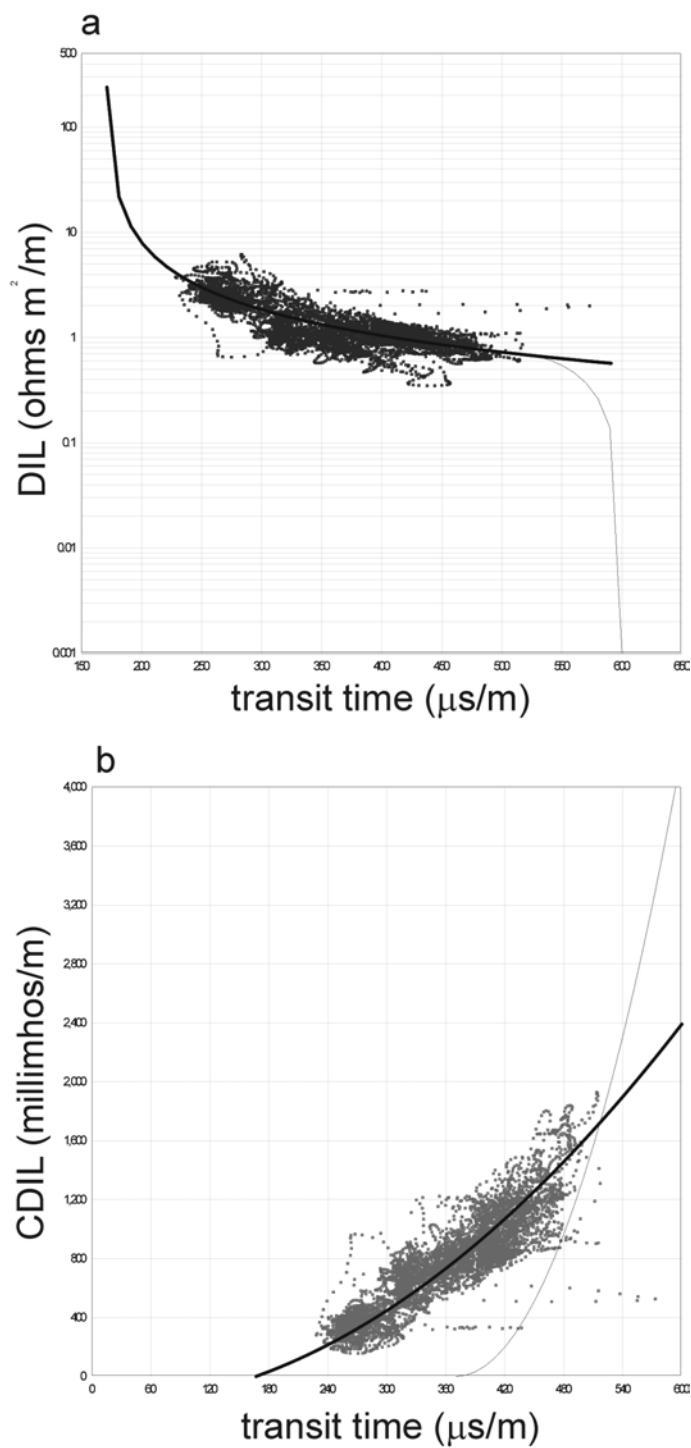 a
500
100
10
1
0.1
0.01
0.001
DIL (ohms m²/m)
150 200 250 300 350 400 450 500 550 600 650
transit time (μs/m)
b
4,000
3,600
3,200
2,800
2,400
2,000
1,600
1,200
800
400
0
CDIL (millimhos/m)
0 60 120 180 240 300 360 420 480 540 600
transit time (μs/m)